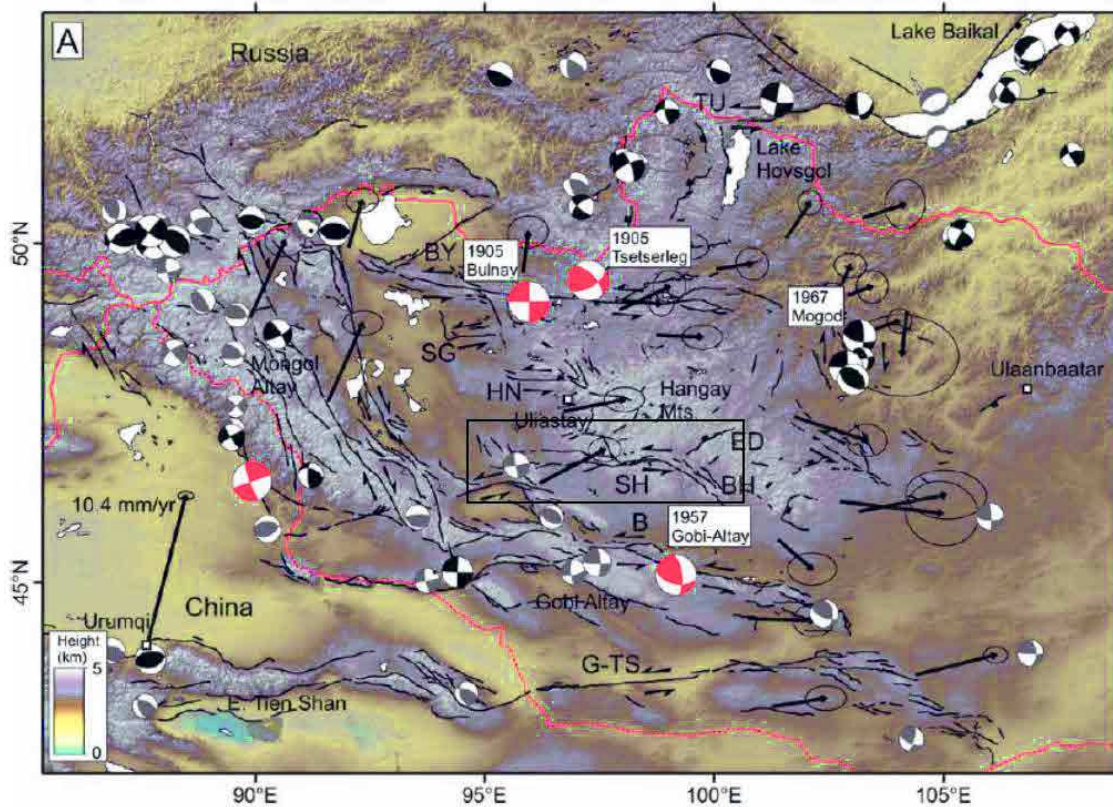 A
Russia
Lake Baikal
TU
Lake
Hovsgol
50°N
BY
1905
Bulnay
1905
Tsetserleg
1967
Mogod
SG
Mongol
Altay
HN
Hangay
Mts.
Uliastay
Ulaanbaatar
ED
SH
BH
10.4 mm/yr
B
1957
Gobi-Altay
45°N
China
Gobi-Altay
Urumqi
Height
(km)
5
0
G-TS
E. Tien Shan
90°E
95°E
100°E
105°E